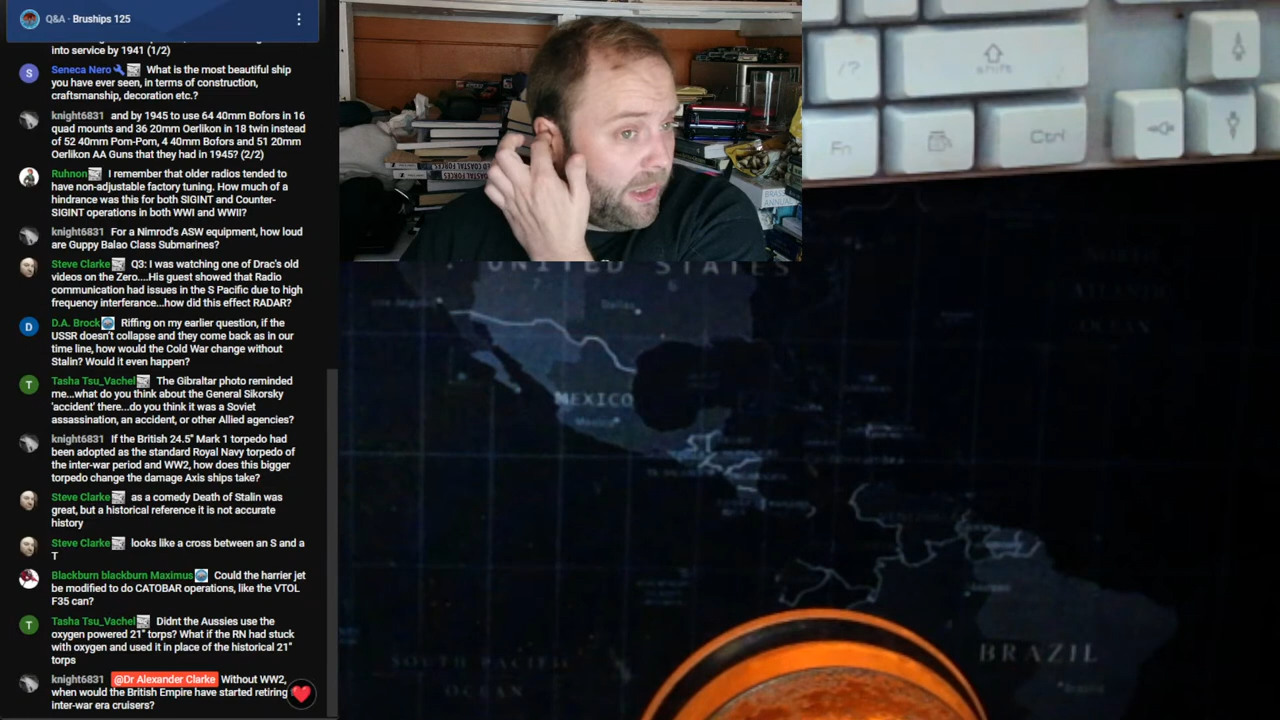 Q&A · Bruships 125
into service by 1941 (1/2)
Seneca Nero What is the most beautiful ship
you have ever seen, in terms of construction,
craftsmanship, decoration etc.?
knight6831 and by 1945 to use 64 40mm Bofors in 16
quad mounts and 36 20mm Oerlikon in 18 twin instead
of 52 40mm Pom-Pom, 4 40mm Bofors and 51 20mm
Oerlikon AA Guns that they had in 1945? (2/2)
Ruhnon I remember that older radios tended to
have non-adjustable factory tuning. How much of a
hindrance was this for both SIGINT and Counter-
SIGINT operations in both WWI and WWII?
knight6831 For a Nimrod's ASW equipment, how loud
are Guppy Balao Class Submarines?
Steve Clarke Q3: I was watching one of Drac's old
videos on the Zero....His guest showed that Radio
communication had issues in the S Pacific due to high
frequency interferance...how did this effect RADAR?
D.A. Brock Riffing on my earlier question, if the
USSR doesn't collapse and they come back as in our
time line, how would the Cold War change without
Stalin? Would it even happen?
Tasha Tsu_Vachel The Gibraltar photo reminded
me...what do you think about the General Sikorsky
'accident' there...do you think it was a Soviet
assassination, an accident, or other Allied agencies?
knight6831 If the British 24.5" Mark 1 torpedo had
been adopted as the standard Royal Navy torpedo of
the inter-war period and WW2, how does this bigger
torpedo change the damage Axis ships take?
Steve Clarke as a comedy Death of Stalin was
great, but a historical reference it is not accurate
history
Steve Clarke looks like a cross between an S and a
T
Blackburn blackburn Maximus Could the harrier jet
be modified to do CATOBAR operations, like the VTOL
F35 can?
Tasha Tsu_Vachel Didnt the Aussies use the
oxygen powered 21" torps? What if the RN had stuck
with oxygen and used it in place of the historical 21"
torps
knight6831 @Dr Alexander Clarke Without WW2,
when would the British Empire have started retiring
inter-war era cruisers?
S
D
T
T
COASTAL FORCES
shift
/?
Fn
Ctrl
UNITED STATES
7 6
Dallas
MEXICO
NORTH
ATLANTIC
OCEAN
SOUTH PACIFIC
OCEAN
BRAZIL